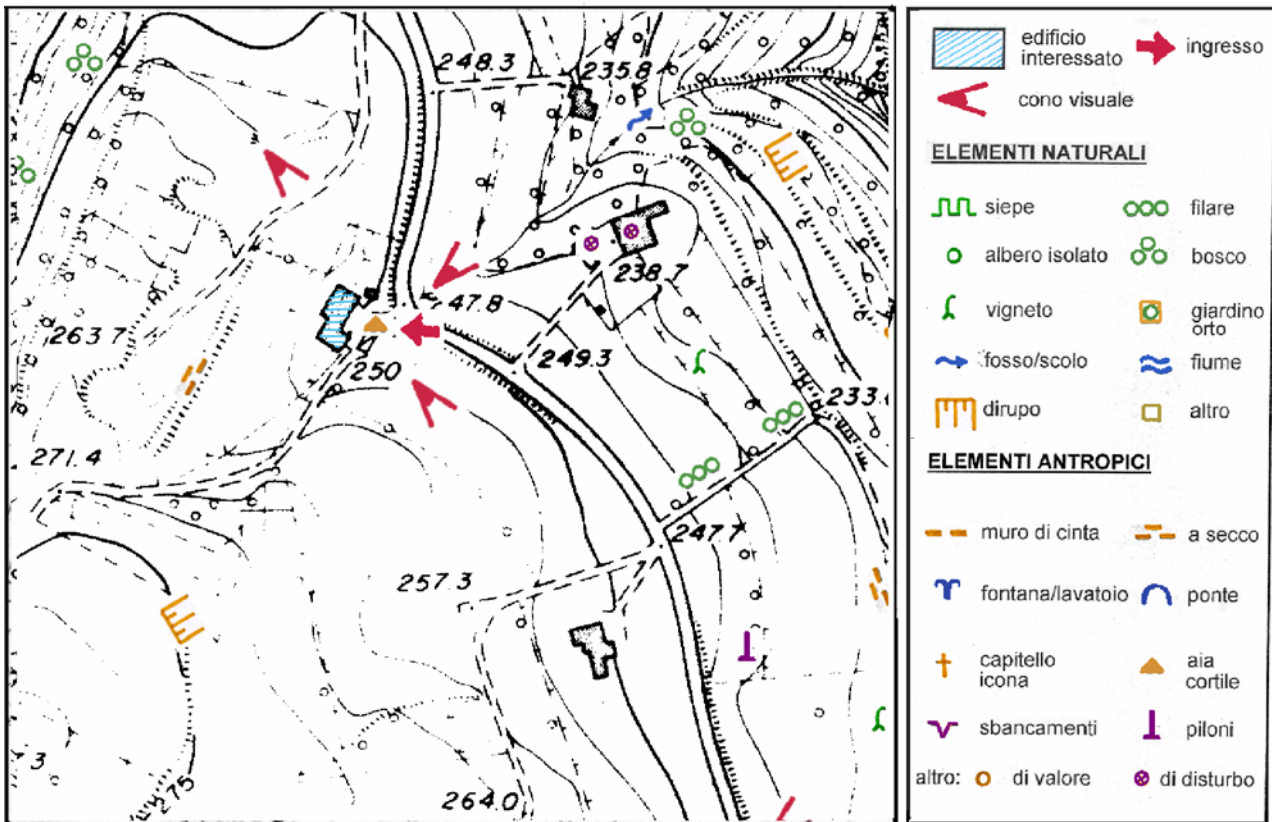 248.3
235.8
47.8
238.7
263.7
250
249.3
233.
271.4
247.7
257.3
3
275
264.0
edificio
interessato
ingresso
cono visuale
ELEMENTI NATURALI
siepe
filare
albero isolato
bosco
vigneto
giardino
orto
fosso/scolo
fiume
dirupo
altro
ELEMENTI ANTROPICI
muro di cinta
a secco
fontana/lavatoio
ponte
capitello
icona
aia
cortile
sbancamenti
piloni
altro:
di valore
di disturbo